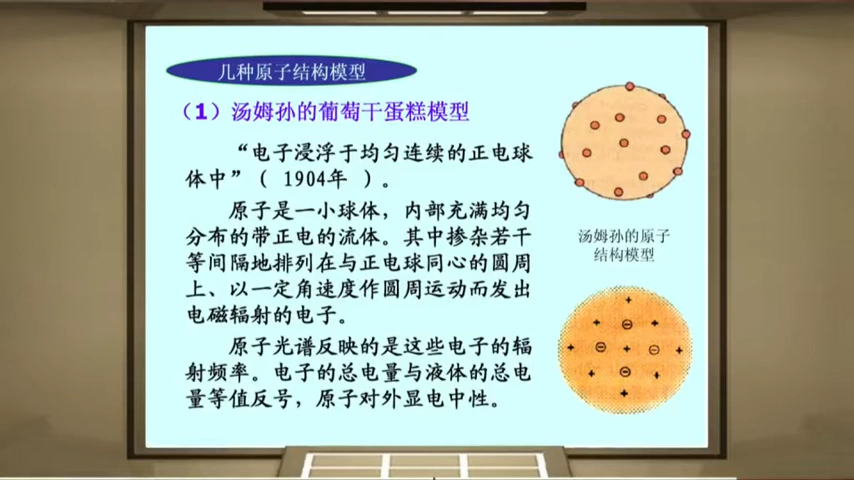 几种原子结构模型
（1）汤姆孙的葡萄干蛋糕模型
“电子浸浮于均匀连续的正电球
体中”（ 1904年 ）。
原子是一小球体，内部充满均匀
分布的带正电的流体。其中掺杂若干
等间隔地排列在与正电球同心的圆周
上、以一定角速度作圆周运动而发出
电磁辐射的电子。
原子光谱反映的是这些电子的辐
射频率。电子的总电量与液体的总电
量等值反号，原子对外显电中性。
汤姆孙的原子
结构模型